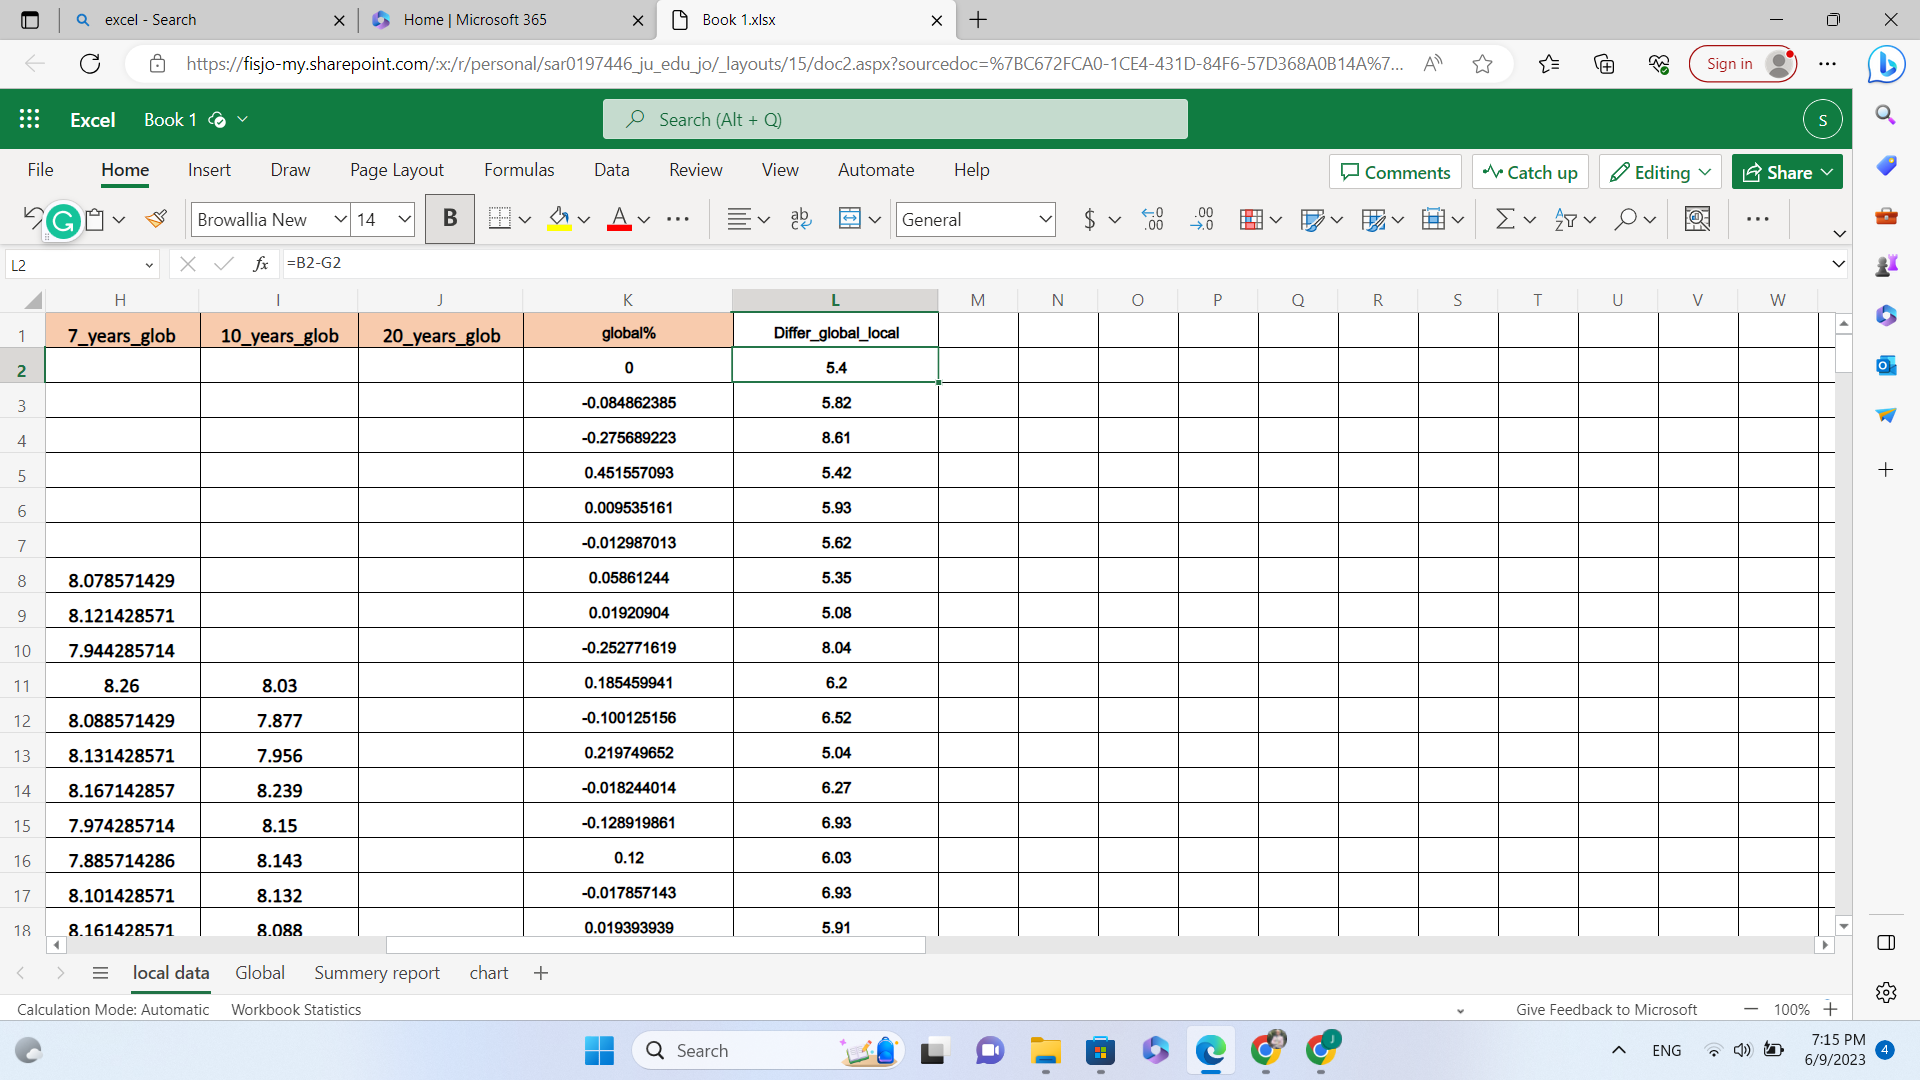 excel - Search
Home | Microsoft 365
Book 1.xlsx
https://fisjo-my.sharepoint.com/:x:/r/personal/sar0197446_ju_edu_jo/_layouts/15/doc2.aspx?sourcedoc=%7BC672FCA0-1CE4-431D-84F6-57D368A0B14A%7...
Sign in
Excel Book 1
Search (Alt + Q)
S
File Home Insert Draw Page Layout Formulas Data Review View Automate Help
Comments Catch up Editing Share
Browallia New 14 B A General $
L2 fx =B2-G2
H I J K L M N O P Q R S T U V W
1 7_years_glob 10_years_glob 20_years_glob global% Differ_global_local
2 0 5.4
3 -0.084862385 5.82
4 -0.275689223 8.61
5 0.451557093 5.42
6 0.009535161 5.93
7 -0.012987013 5.62
8 8.078571429 0.05861244 5.35
9 8.121428571 0.01920904 5.08
10 7.944285714 -0.252771619 8.04
11 8.26 8.03 0.185459941 6.2
12 8.088571429 7.877 -0.100125156 6.52
13 8.131428571 7.956 0.219749652 5.04
14 8.167142857 8.239 -0.018244014 6.27
15 7.974285714 8.15 -0.128919861 6.93
16 7.885714286 8.143 0.12 6.03
17 8.101428571 8.132 -0.017857143 6.93
18 8.161428571 8.088 0.019393939 5.91
local data Global Summery report chart
Calculation Mode: Automatic Workbook Statistics Give Feedback to Microsoft 100%
Search
ENG
7:15 PM
6/9/2023
4